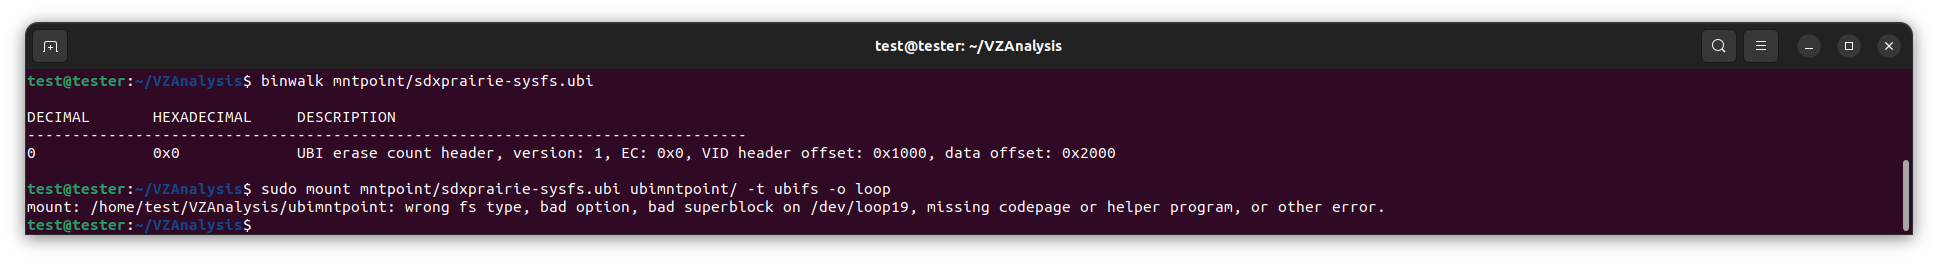 test@tester: ~/VZAnalysis
test@tester:~/VZAnalysis$ binwalk mntpoint/sdxprairie-sysfs.ubi
DECIMAL       HEXADECIMAL     DESCRIPTION
--------------------------------------------------------------------------------
0             0x0             UBI erase count header, version: 1, EC: 0x0, VID header offset: 0x1000, data offset: 0x2000
test@tester:~/VZAnalysis$ sudo mount mntpoint/sdxprairie-sysfs.ubi ubimntpoint/ -t ubifs -o loop
mount: /home/test/VZAnalysis/ubimntpoint: wrong fs type, bad option, bad superblock on /dev/loop19, missing codepage or helper program, or other error.
test@tester:~/VZAnalysis$